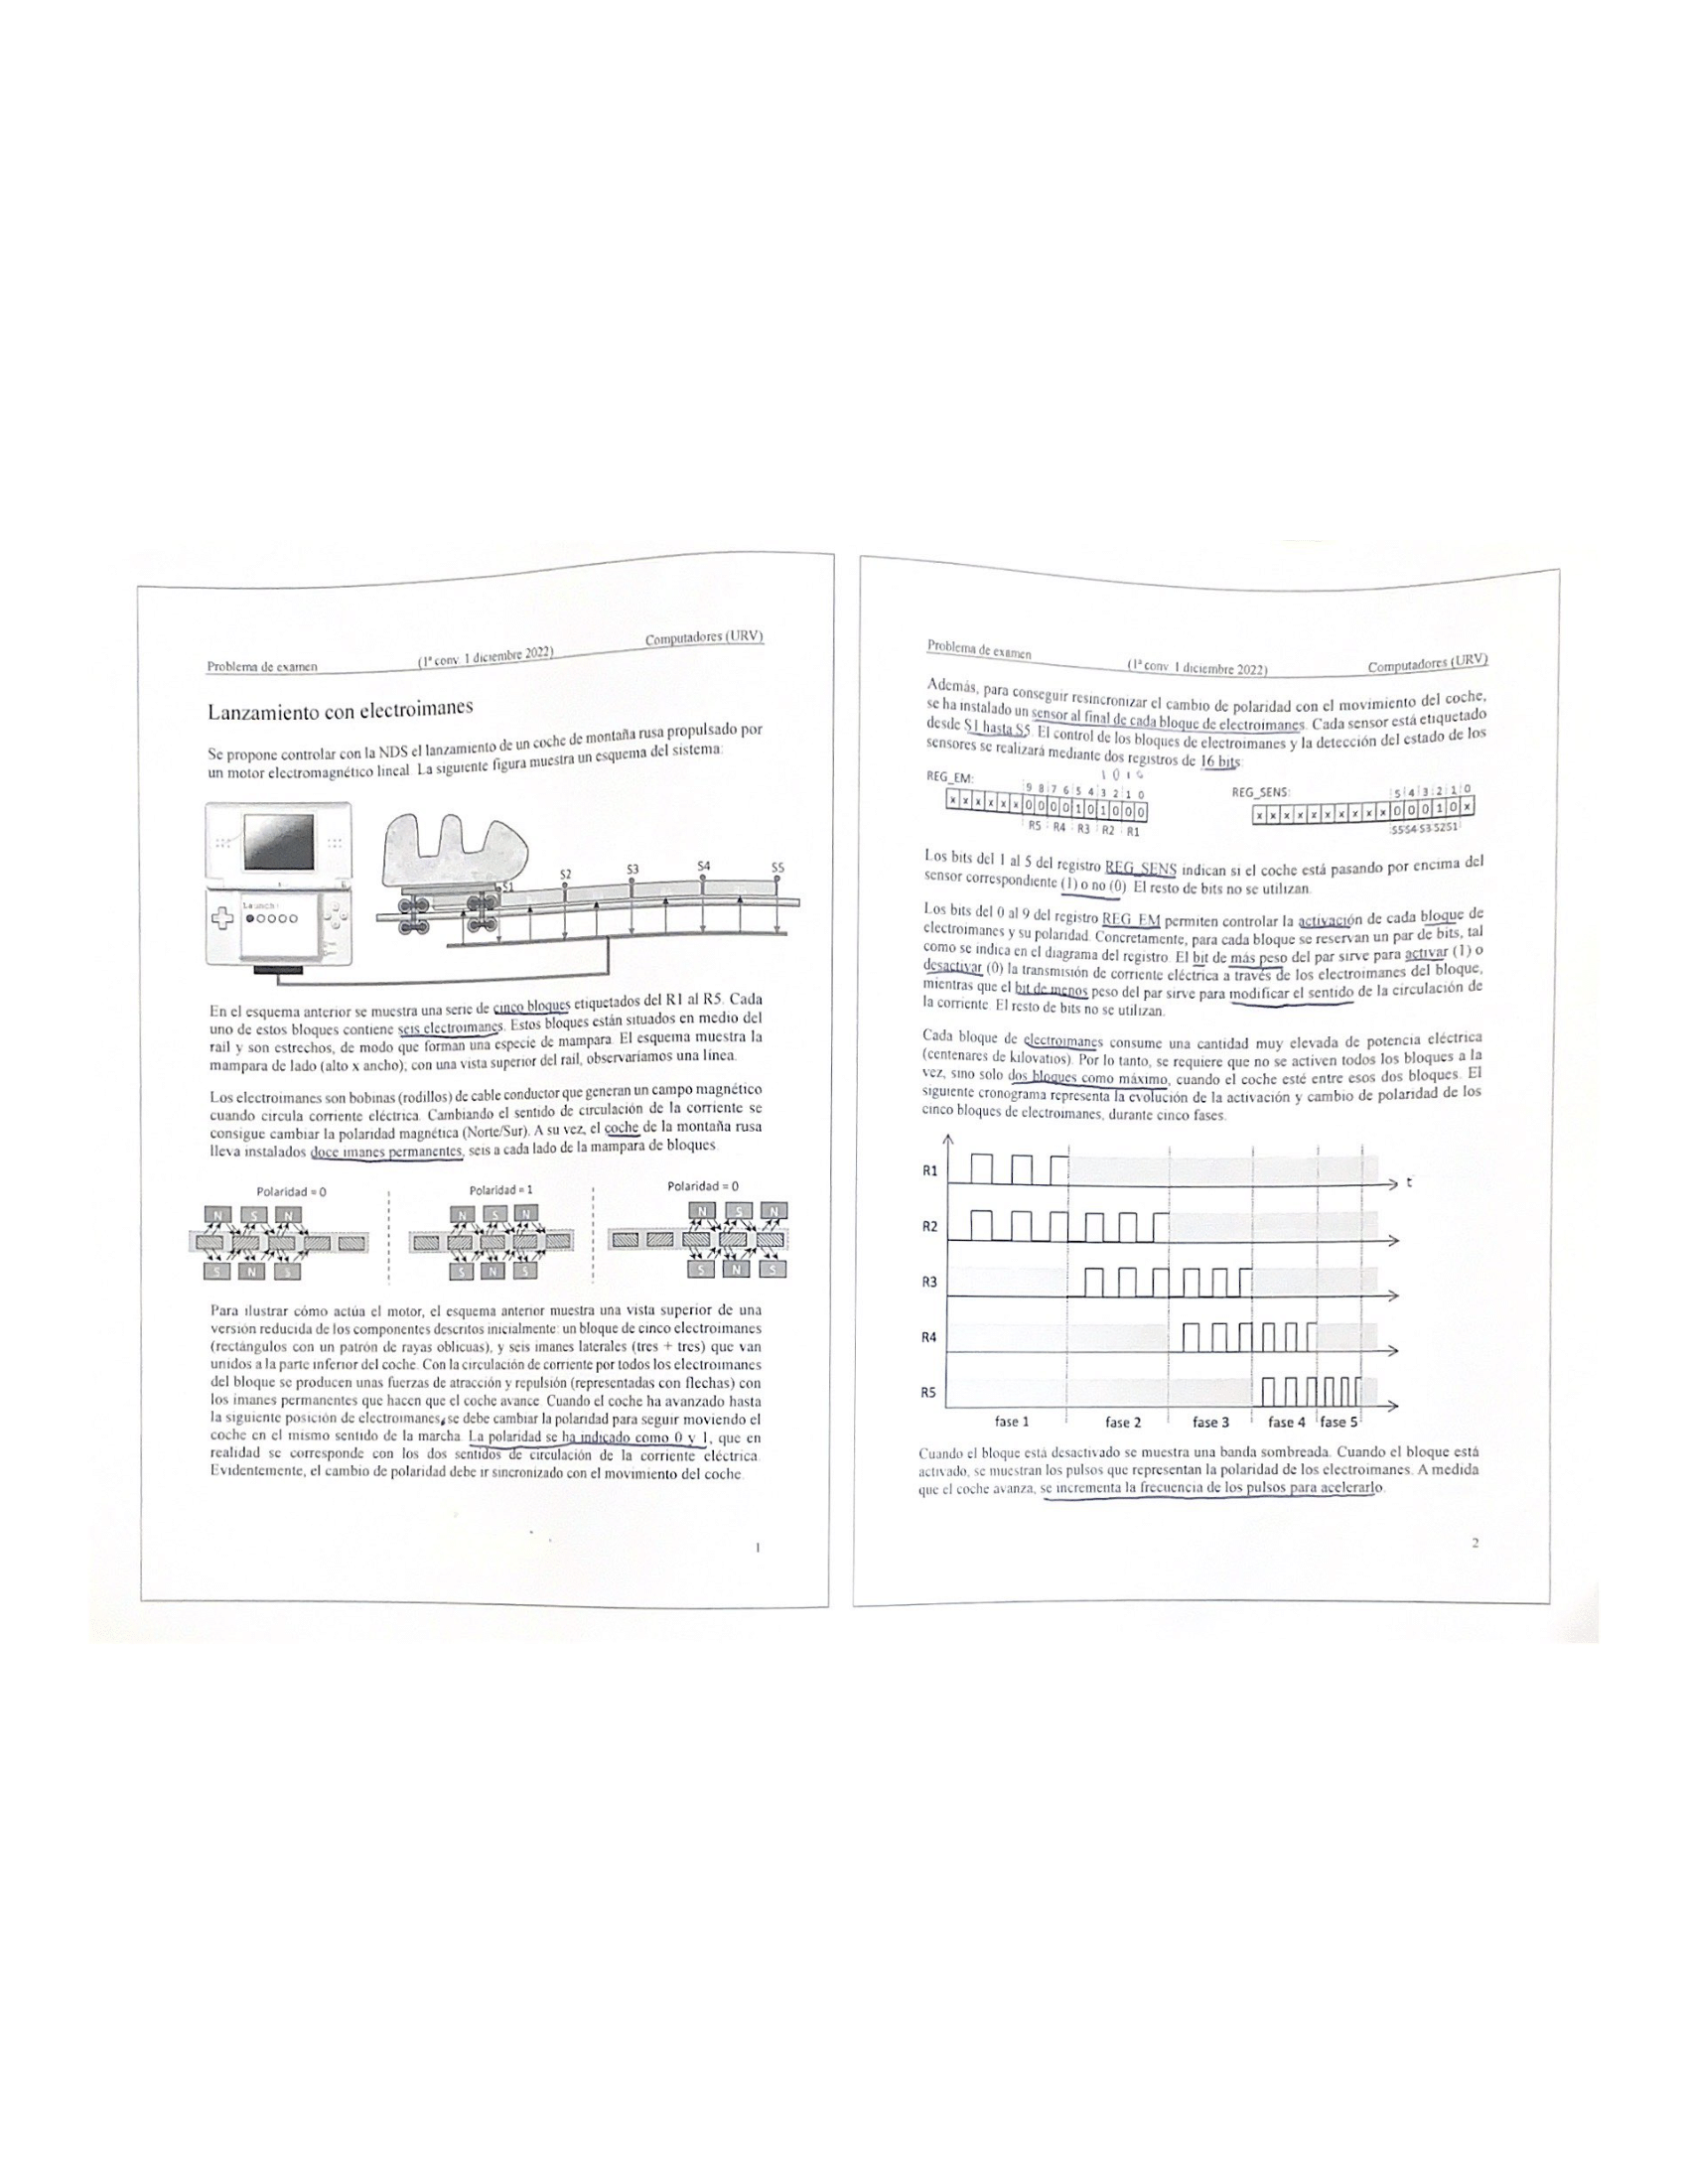 Problema de examen
(1ª conv. 1 diciembre 2022)
Computadores (URV)
Lanzamiento con electroimanes
Se propone controlar con la NDS el lanzamiento de un coche de montaña rusa propulsado por
un motor electromagnético lineal. La siguiente figura muestra un esquema del sistema:
Launch!
S1
S2
S3
S4
S5
En el esquema anterior se muestra una serie de cinco bloques etiquetados del R1 al R5. Cada
uno de estos bloques contiene seis electroimanes. Estos bloques están situados en medio del
rail y son estrechos, de modo que forman una especie de mampara. El esquema muestra la
mampara de lado (alto x ancho); con una vista superior del rail, observaríamos una línea.
Los electroimanes son bobinas (rodillos) de cable conductor que generan un campo magnético
cuando circula corriente eléctrica. Cambiando el sentido de circulación de la corriente se
consigue cambiar la polaridad magnética (Norte/Sur). A su vez, el coche de la montaña rusa
lleva instalados doce imanes permanentes, seis a cada lado de la mampara de bloques.
Polaridad = 0
Polaridad = 1
Polaridad = 0
N S N
N S N
N S N
S N S
S N S
S N S
Para ilustrar cómo actúa el motor, el esquema anterior muestra una vista superior de una
versión reducida de los componentes descritos inicialmente: un bloque de cinco electroimanes
(rectángulos con un patrón de rayas oblicuas), y seis imanes laterales (tres + tres) que van
unidos a la parte inferior del coche. Con la circulación de corriente por todos los electroimanes
del bloque se producen unas fuerzas de atracción y repulsión (representadas con flechas) con
los imanes permanentes que hacen que el coche avance. Cuando el coche ha avanzado hasta
la siguiente posición de electroimanes, se debe cambiar la polaridad para seguir moviendo el
coche en el mismo sentido de la marcha. La polaridad se ha indicado como 0 y 1, que en
realidad se corresponde con los dos sentidos de circulación de la corriente eléctrica.
Evidentemente, el cambio de polaridad debe ir sincronizado con el movimiento del coche.
1
Problema de examen
(1ª conv. 1 diciembre 2022)
Computadores (URV)
Además, para conseguir resincronizar el cambio de polaridad con el movimiento del coche,
se ha instalado un sensor al final de cada bloque de electroimanes. Cada sensor está etiquetado
desde S1 hasta S5. El control de los bloques de electroimanes y la detección del estado de los
sensores se realizará mediante dos registros de 16 bits:
1 0 1 0
REG_EM:
9 8 7 6 5 4 3 2 1 0
x x x x x x 0 0 0 0 1 0 1 0 0 0
R5 R4 R3 R2 R1
REG_SENS:
5 4 3 2 1 0
x x x x x x x x x x 0 0 0 1 0 x
S5 S4 S3 S2 S1
Los bits del 1 al 5 del registro REG_SENS indican si el coche está pasando por encima del
sensor correspondiente (1) o no (0). El resto de bits no se utilizan.
Los bits del 0 al 9 del registro REG_EM permiten controlar la activación de cada bloque de
electroimanes y su polaridad. Concretamente, para cada bloque se reservan un par de bits, tal
como se indica en el diagrama del registro. El bit de más peso del par sirve para activar (1) o
desactivar (0) la transmisión de corriente eléctrica a través de los electroimanes del bloque,
mientras que el bit de menos peso del par sirve para modificar el sentido de la circulación de
la corriente. El resto de bits no se utilizan.
Cada bloque de electroimanes consume una cantidad muy elevada de potencia eléctrica
(centenares de kilovatios). Por lo tanto, se requiere que no se activen todos los bloques a la
vez, sino solo dos bloques como máximo, cuando el coche esté entre esos dos bloques. El
siguiente cronograma representa la evolución de la activación y cambio de polaridad de los
cinco bloques de electroimanes, durante cinco fases.
R1
t
R2
R3
R4
R5
fase 1
fase 2
fase 3
fase 4
fase 5
Cuando el bloque está desactivado se muestra una banda sombreada. Cuando el bloque está
activado, se muestran los pulsos que representan la polaridad de los electroimanes. A medida
que el coche avanza, se incrementa la frecuencia de los pulsos para acelerarlo.
2